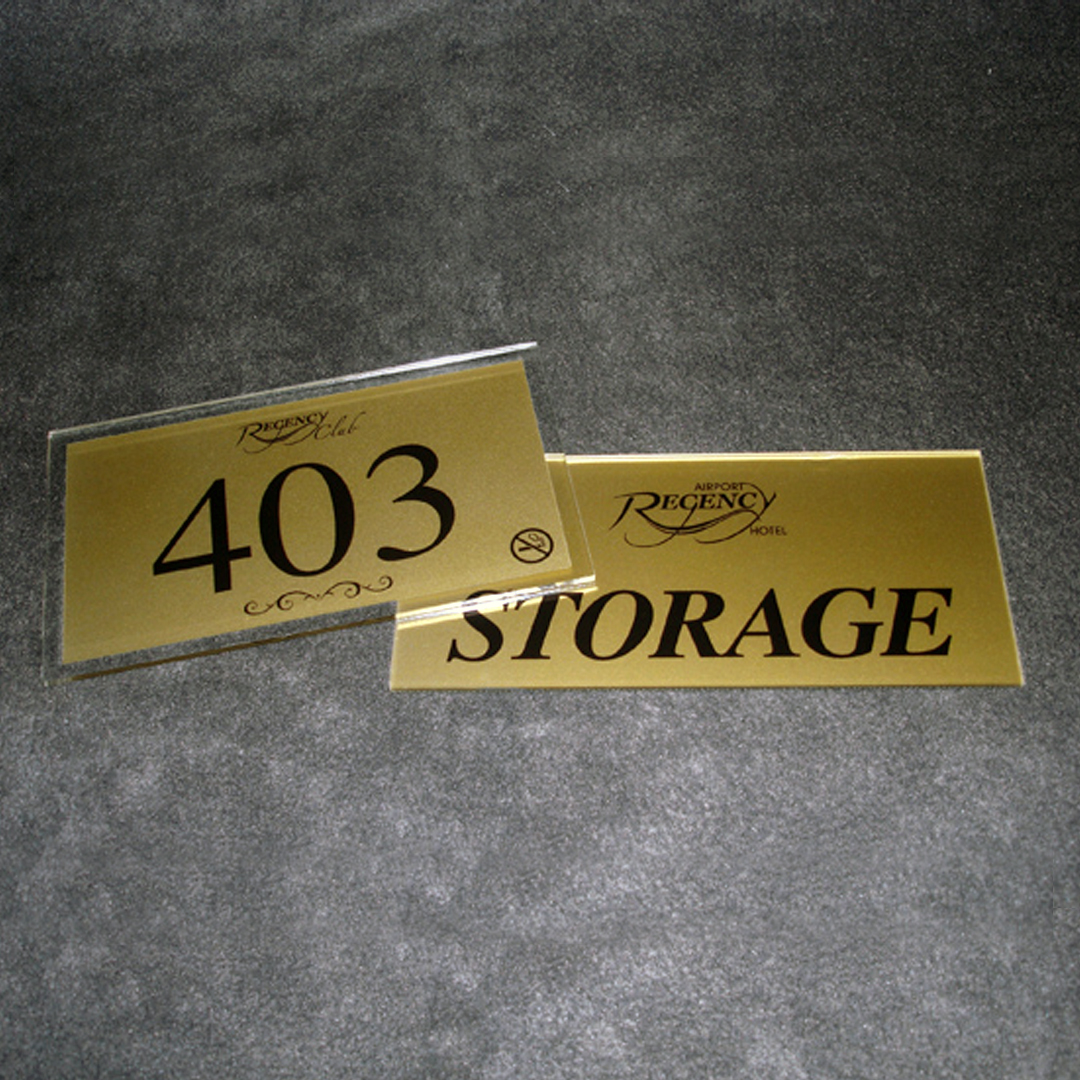 REGENCY Club
403
AIRPORT
REGENCY
HOTEL
STORAGE